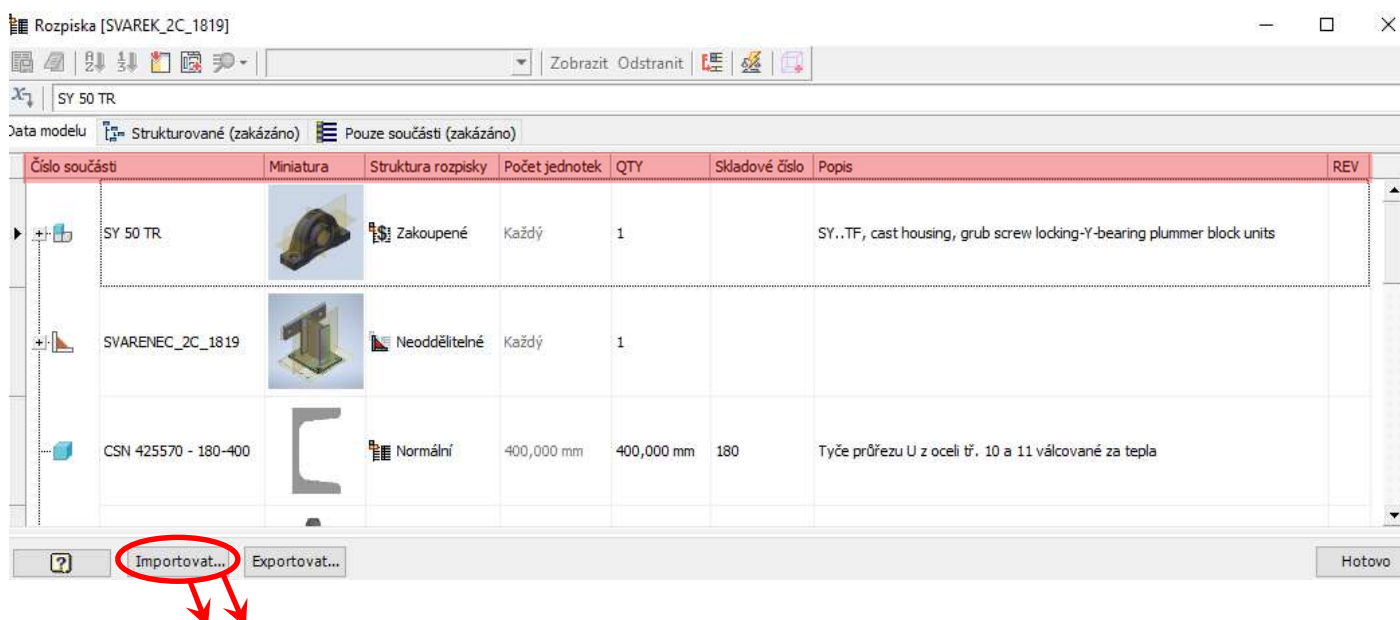 Rozpiska [SVAREK_2C_1819]
Zobrazit Odstranit
SY 50 TR
Data modelu Strukturované (zakázáno) Pouze součásti (zakázáno)
Číslo součásti Miniatura Struktura rozpisky Počet jednotek QTY Skladové číslo Popis REV
SY 50 TR Zakoupené Každý 1 SY..TF, cast housing, grub screw locking-Y-bearing plummer block units
SVARENEC_2C_1819 Neoddělitelné Každý 1
CSN 425570 - 180-400 Normální 400,000 mm 400,000 mm 180 Tyče průřezu U z oceli tř. 10 a 11 válcované za tepla
Importovat... Exportovat... Hotovo